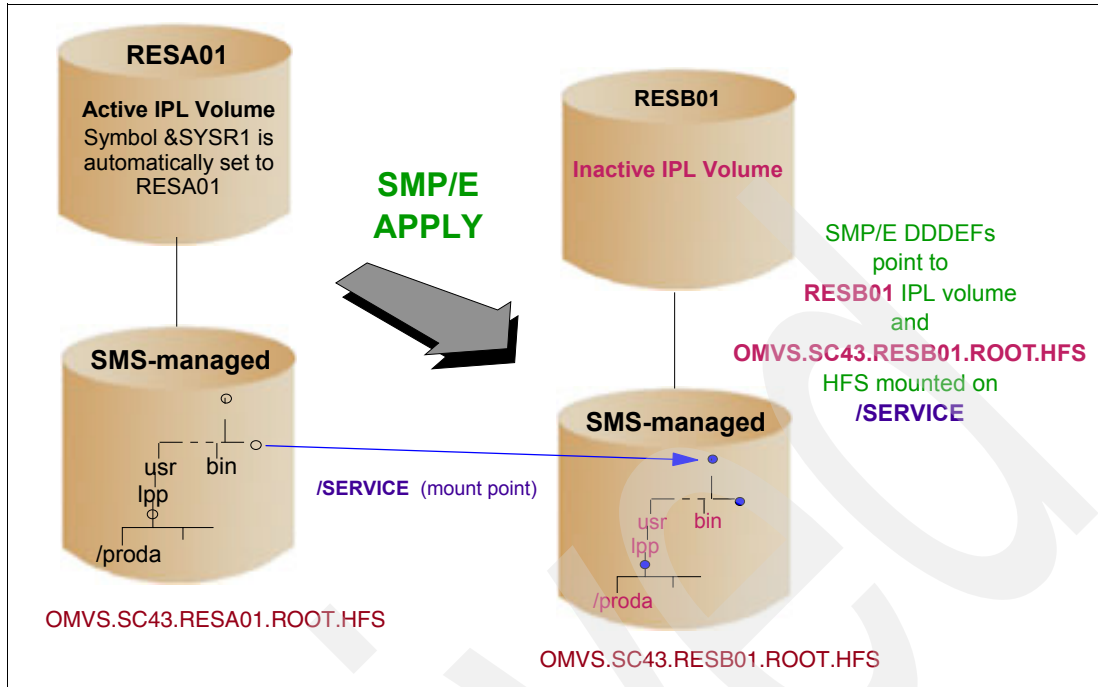 RESA01
Active IPL Volume
Symbol &SYSR1 is
automatically set to
RESA01
SMP/E
APPLY
RESB01
Inactive IPL Volume
SMP/E DDDEFs
point to
RESB01 IPL volume
and
OMVS.SC43.RESB01.ROOT.HFS
HFS mounted on
/SERVICE
SMS-managed
usr bin
lpp
/proda
/SERVICE (mount point)
SMS-managed
usr bin
lpp
/proda
OMVS.SC43.RESA01.ROOT.HFS
OMVS.SC43.RESB01.ROOT.HFS